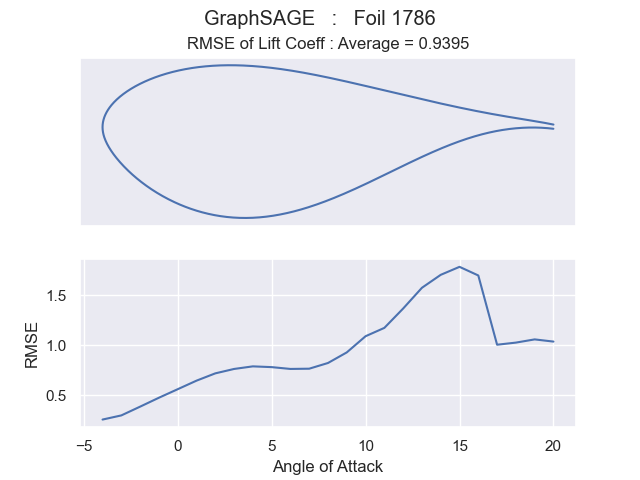 GraphSAGE   :   Foil 1786
RMSE of Lift Coeff : Average = 0.9395
1.5
1.0
0.5
RMSE
−5 0 5 10 15 20
Angle of Attack